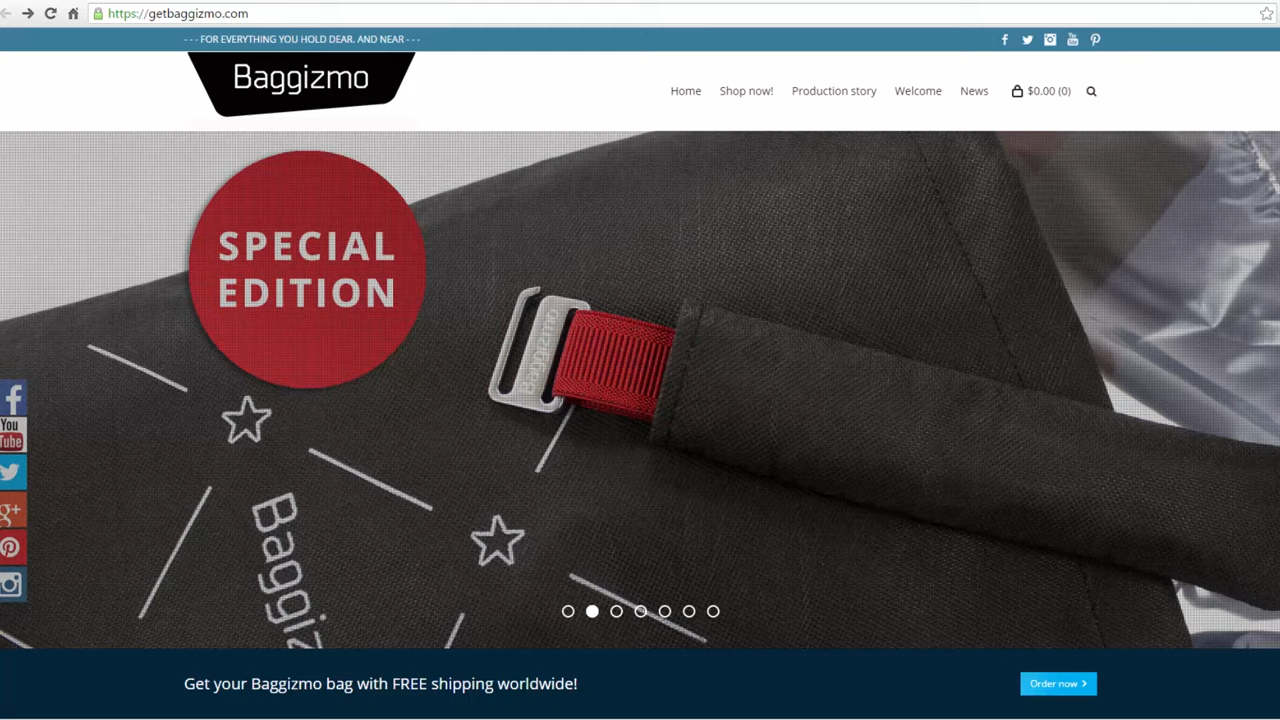 https://getbaggizmo.com
- - - FOR EVERYTHING YOU HOLD DEAR. AND NEAR - - -
Baggizmo
Home Shop now! Production story Welcome News $0.00 (0)
SPECIAL
EDITION
Baggizmo
You
Tube
g+
Baggiz
Get your Baggizmo bag with FREE shipping worldwide!
Order now